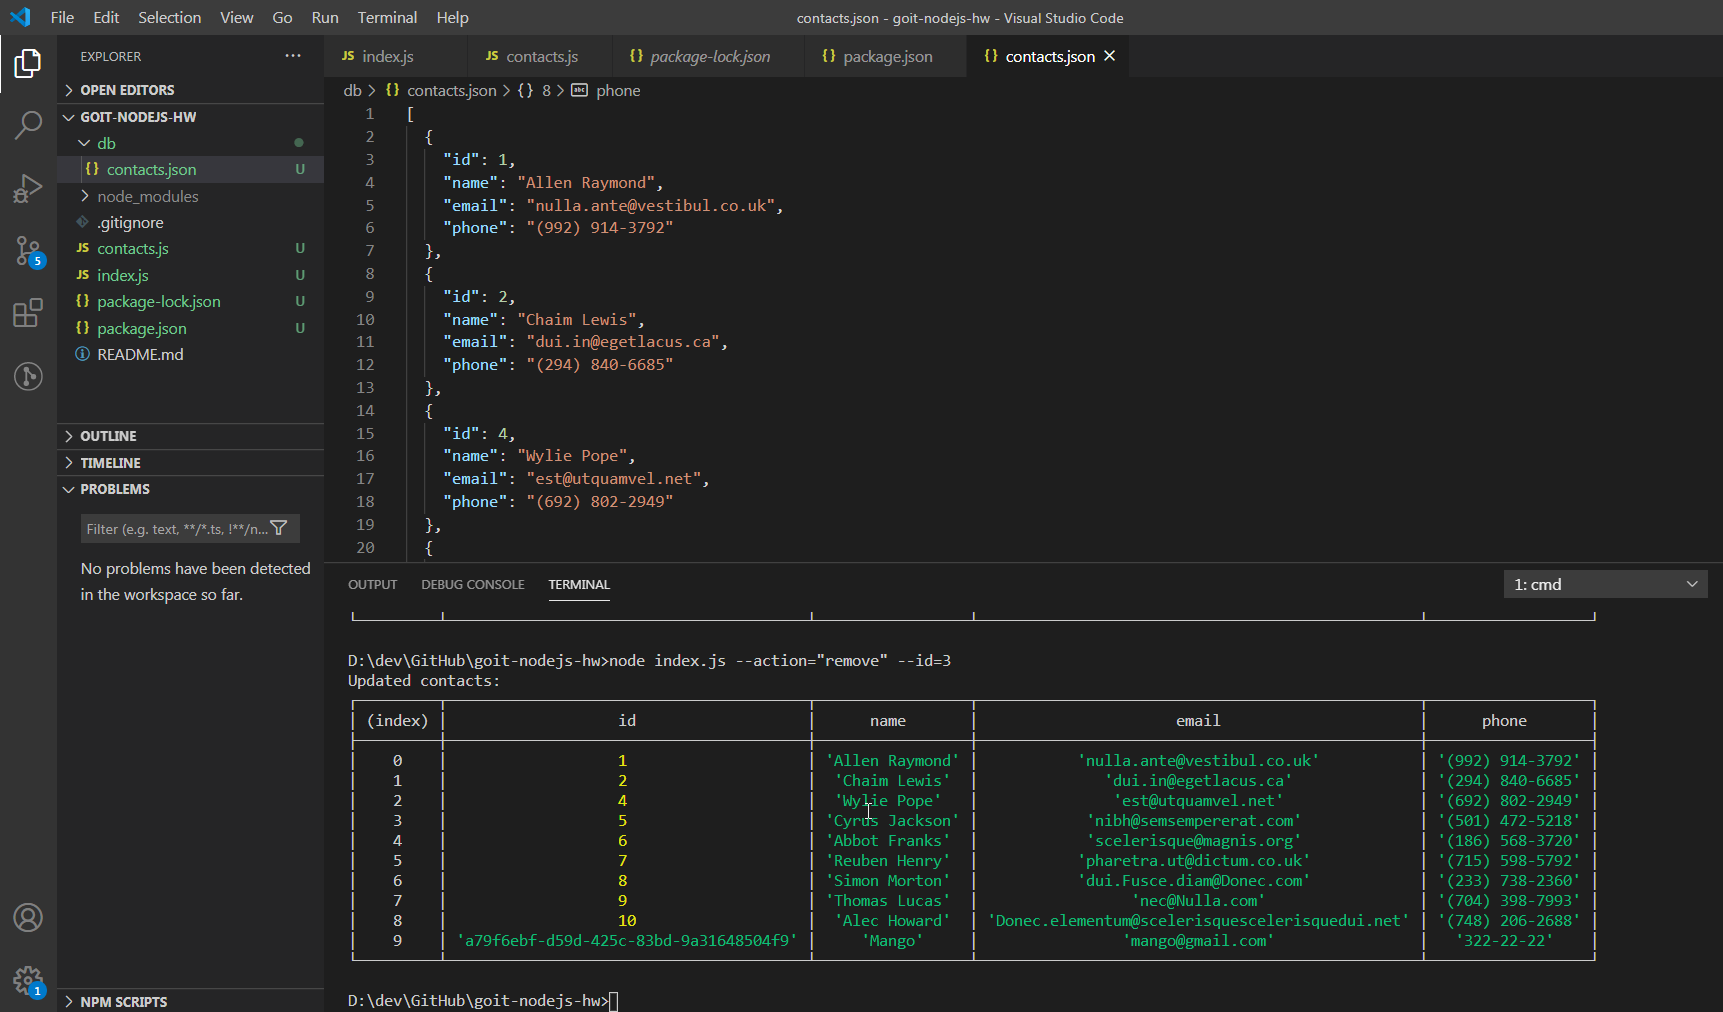 File Edit Selection View Go Run Terminal Help
contacts.json - goit-nodejs-hw - Visual Studio Code
EXPLORER
OPEN EDITORS
GOIT-NODEJS-HW
db
{} contacts.json U
node_modules
.gitignore
JS contacts.js U
JS index.js U
{} package-lock.json U
{} package.json U
README.md
OUTLINE
TIMELINE
PROBLEMS
Filter (e.g. text, **/*.ts, !**/n...
No problems have been detected
in the workspace so far.
NPM SCRIPTS
5
1
JS index.js JS contacts.js {} package-lock.json {} package.json {} contacts.json
db > {} contacts.json > {} 8 > abc phone
1 [
2 {
3 "id": 1,
4 "name": "Allen Raymond",
5 "email": "nulla.ante@vestibul.co.uk",
6 "phone": "(992) 914-3792"
7 },
8 {
9 "id": 2,
10 "name": "Chaim Lewis",
11 "email": "dui.in@egetlacus.ca",
12 "phone": "(294) 840-6685"
13 },
14 {
15 "id": 4,
16 "name": "Wylie Pope",
17 "email": "est@utquamvel.net",
18 "phone": "(692) 802-2949"
19 },
20 {
OUTPUT DEBUG CONSOLE TERMINAL
1: cmd
D:\dev\GitHub\goit-nodejs-hw>node index.js --action="remove" --id=3
Updated contacts:
(index) id name email phone
0 1 'Allen Raymond' 'nulla.ante@vestibul.co.uk' '(992) 914-3792'
1 2 'Chaim Lewis' 'dui.in@egetlacus.ca' '(294) 840-6685'
2 4 'Wylie Pope' 'est@utquamvel.net' '(692) 802-2949'
3 5 'Cyrus Jackson' 'nibh@semsempererat.com' '(501) 472-5218'
4 6 'Abbot Franks' 'scelerisque@magnis.org' '(186) 568-3720'
5 7 'Reuben Henry' 'pharetra.ut@dictum.co.uk' '(715) 598-5792'
6 8 'Simon Morton' 'dui.Fusce.diam@Donec.com' '(233) 738-2360'
7 9 'Thomas Lucas' 'nec@Nulla.com' '(704) 398-7993'
8 10 'Alec Howard' 'Donec.elementum@scelerisquescelerisquedui.net' '(748) 206-2688'
9 'a79f6ebf-d59d-425c-83bd-9a31648504f9' 'Mango' 'mango@gmail.com' '322-22-22'
D:\dev\GitHub\goit-nodejs-hw>